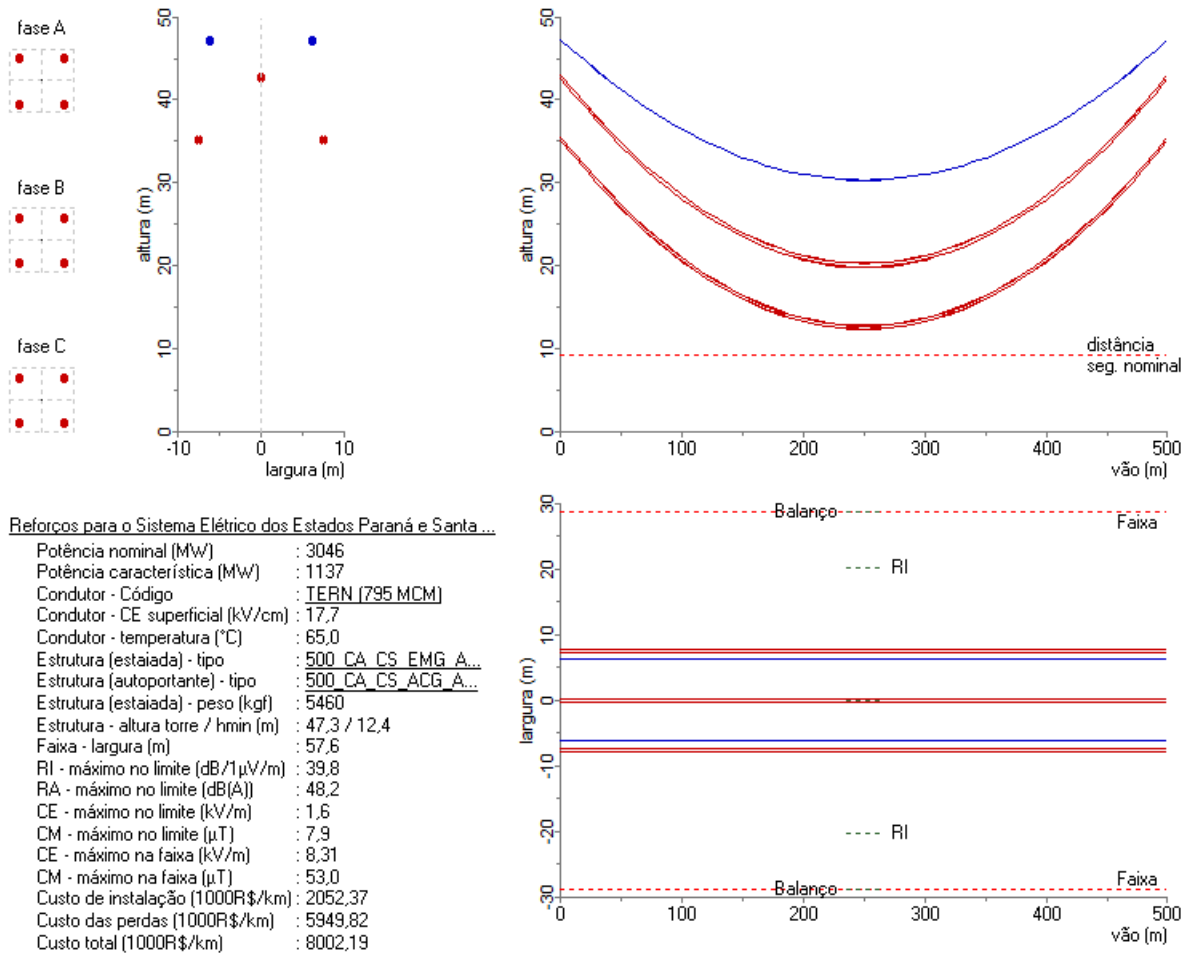 fase A
fase B
fase C
50
40
30
20
10
0
altura (m)
-10
0
10
largura (m)
50
40
30
20
10
0
altura (m)
distância
seg. nominal
0
100
200
300
400
500
vão (m)
Reforços para o Sistema Elétrico dos Estados Paraná e Santa ...
Potência nominal (MW) : 3046
Potência característica (MW) : 1137
Condutor - Código : TERN (795 MCM)
Condutor - CE superficial (kV/cm) : 17,7
Condutor - temperatura (°C) : 65,0
Estrutura (estaiada) - tipo : 500_CA_CS_EMG_A...
Estrutura (autoportante) - tipo : 500_CA_CS_ACG_A...
Estrutura (estaiada) - peso (kgf) : 5460
Estrutura - altura torre / hmin (m) : 47,3 / 12,4
Faixa - largura (m) : 57,6
RI - máximo no limite (dB/1µV/m) : 39,8
RA - máximo no limite (dB(A)) : 48,2
CE - máximo no limite (kV/m) : 1,6
CM - máximo no limite (µT) : 7,9
CE - máximo na faixa (kV/m) : 8,31
CM - máximo na faixa (µT) : 53,0
Custo de instalação (1000R$/km) : 2052,37
Custo das perdas (1000R$/km) : 5949,82
Custo total (1000R$/km) : 8002,19
30
20
10
0
-10
-20
-30
largura (m)
Balanço
Faixa
RI
RI
Balanço
Faixa
0
100
200
300
400
500
vão (m)